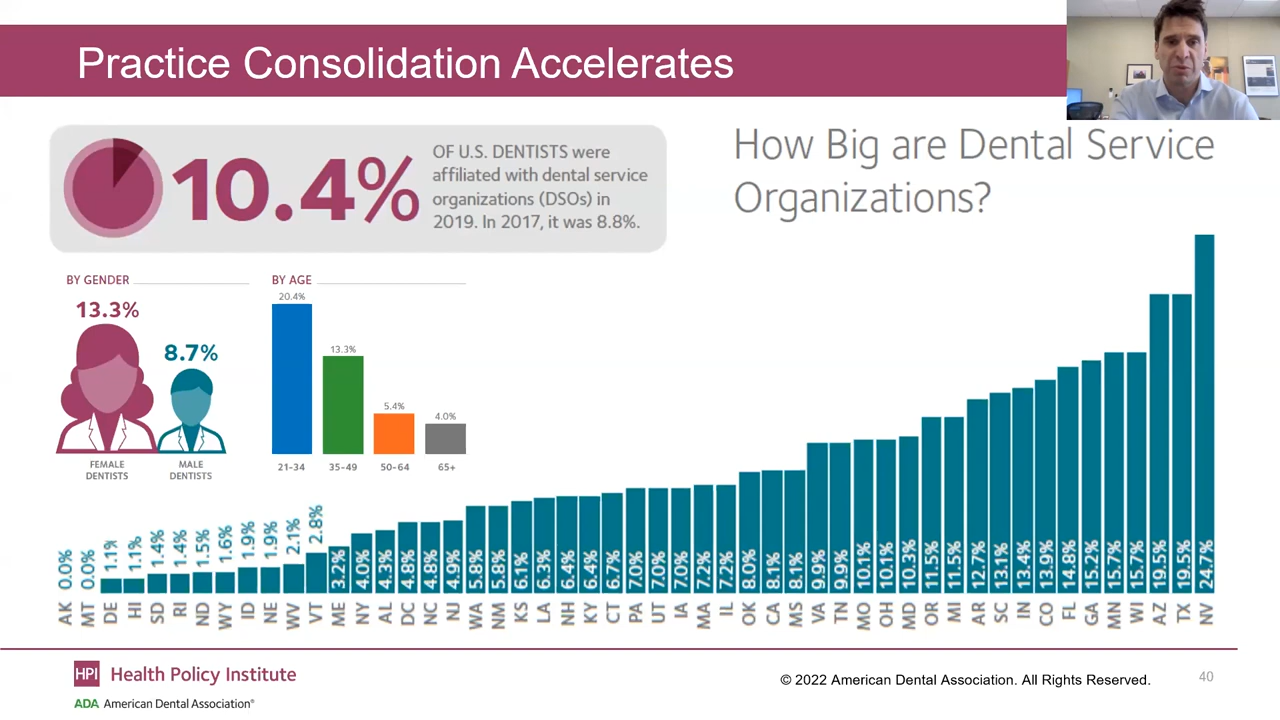 Practice Consolidation Accelerates
10.4%
OF U.S. DENTISTS were
affiliated with dental service
organizations (DSOs) in
2019. In 2017, it was 8.8%.
How Big are Dental Service
Organizations?
BY GENDER
13.3%
8.7%
FEMALE
DENTISTS
MALE
DENTISTS
BY AGE
20.4%
13.3%
5.4%
4.0%
21-34
35-49
50-64
65+
0.0% 0.0% 1.1% 1.1% 1.4% 1.4% 1.5% 1.6% 1.9% 1.9% 2.1% 2.8% 3.2% 4.0% 4.3% 4.8% 4.8% 4.9% 5.8% 5.8% 6.1% 6.3% 6.4% 6.4% 6.7% 7.0% 7.0% 7.0% 7.2% 7.2% 8.0% 8.1% 8.1% 9.9% 9.9% 10.1% 10.1% 10.3% 11.5% 11.5% 12.7% 13.1% 13.4% 13.9% 14.8% 15.2% 15.7% 15.7% 19.5% 19.5% 24.7%
AK MT DE HI SD RI ND WY ID NE WV VT ME NY AL DC NC NJ WA NM KS LA NH KY CT PA UT IA MA IL OK CA MS VA TN MO OH MD OR MI AR SC IN CO FL GA MN WI AZ TX NV
HPI Health Policy Institute
ADA American Dental Association®
© 2022 American Dental Association. All Rights Reserved.
40